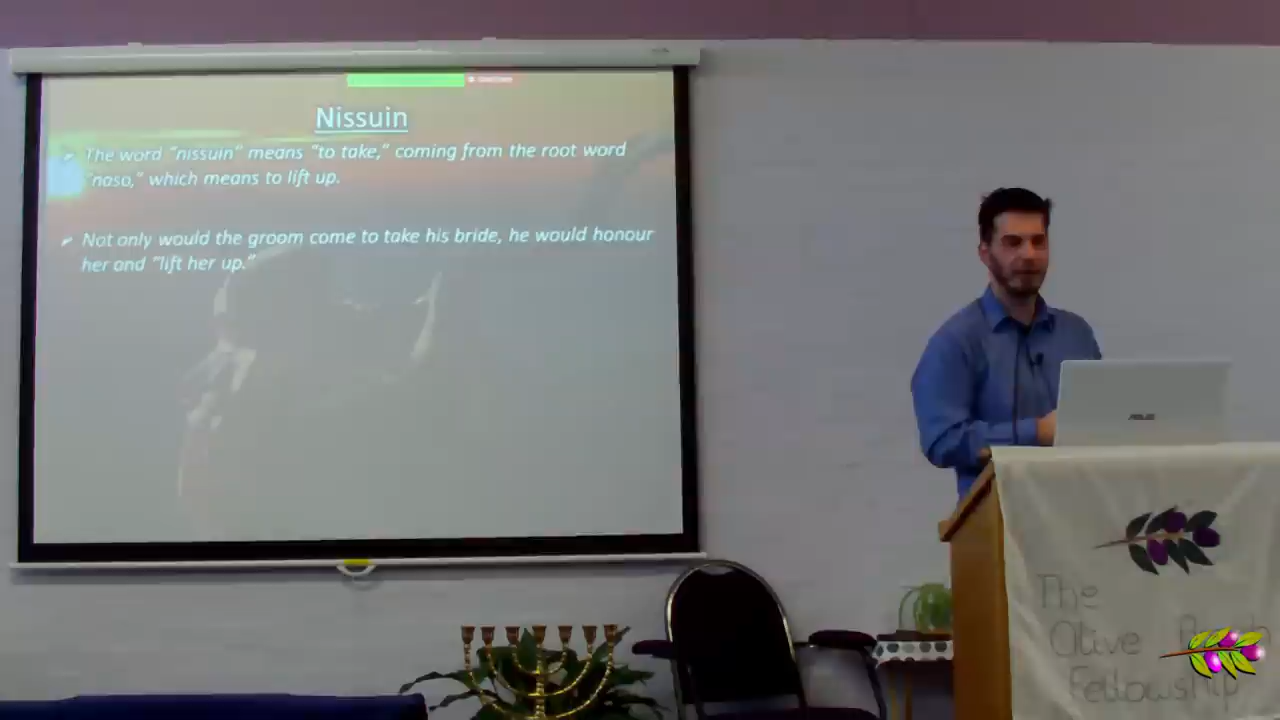 Nissuin
The word "nissuin" means "to take," coming from the root word
"naso," which means to lift up.
Not only would the groom come to take his bride, he would honour
her and "lift her up."
ASUS
The
Olive
Fellowship